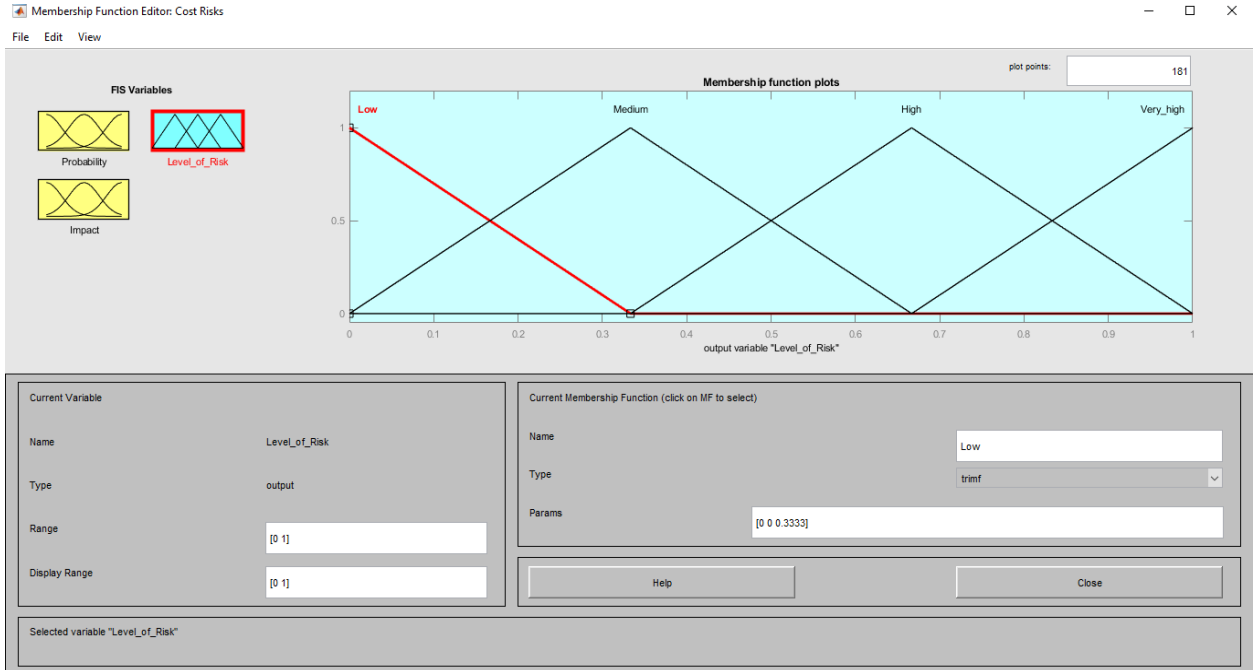 Membership Function Editor: Cost Risks
File Edit View
plot points:
181
FIS Variables
Membership function plots
Probability
Level_of_Risk
Impact
Low
Medium
High
Very_high
1
0.5
0
0 0.1 0.2 0.3 0.4 0.5 0.6 0.7 0.8 0.9 1
output variable "Level_of_Risk"
Current Variable
Name Level_of_Risk
Type output
Range [0 1]
Display Range [0 1]
Current Membership Function (click on MF to select)
Name Low
Type trimf
Params [0 0 0.3333]
Help Close
Selected variable "Level_of_Risk"